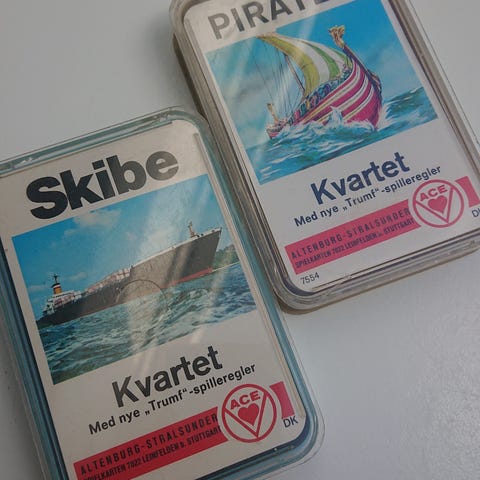 Skibe
Kvartet
Med nye „Trumf“-spilleregler
ALTENBURG-STRALSUNDER
SPIELKARTEN 7022 LEINFELDEN b. STUTTGART
ACE
DK
PIRATE
Kvartet
Med nye „Trumf“-spilleregler
ALTENBURG-STRALSUNDER
SPIELKARTEN 7022 LEINFELDEN b. STUTTGART
ACE
DK
7554